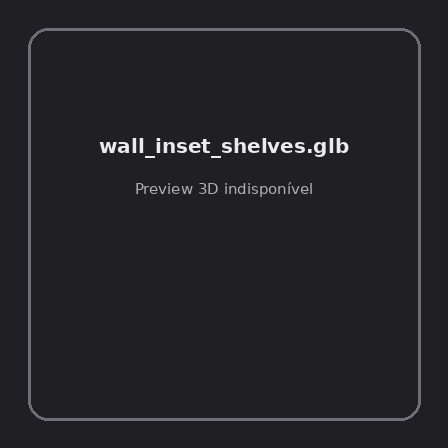 wall_inset_shelves.glb
Preview 3D indisponível